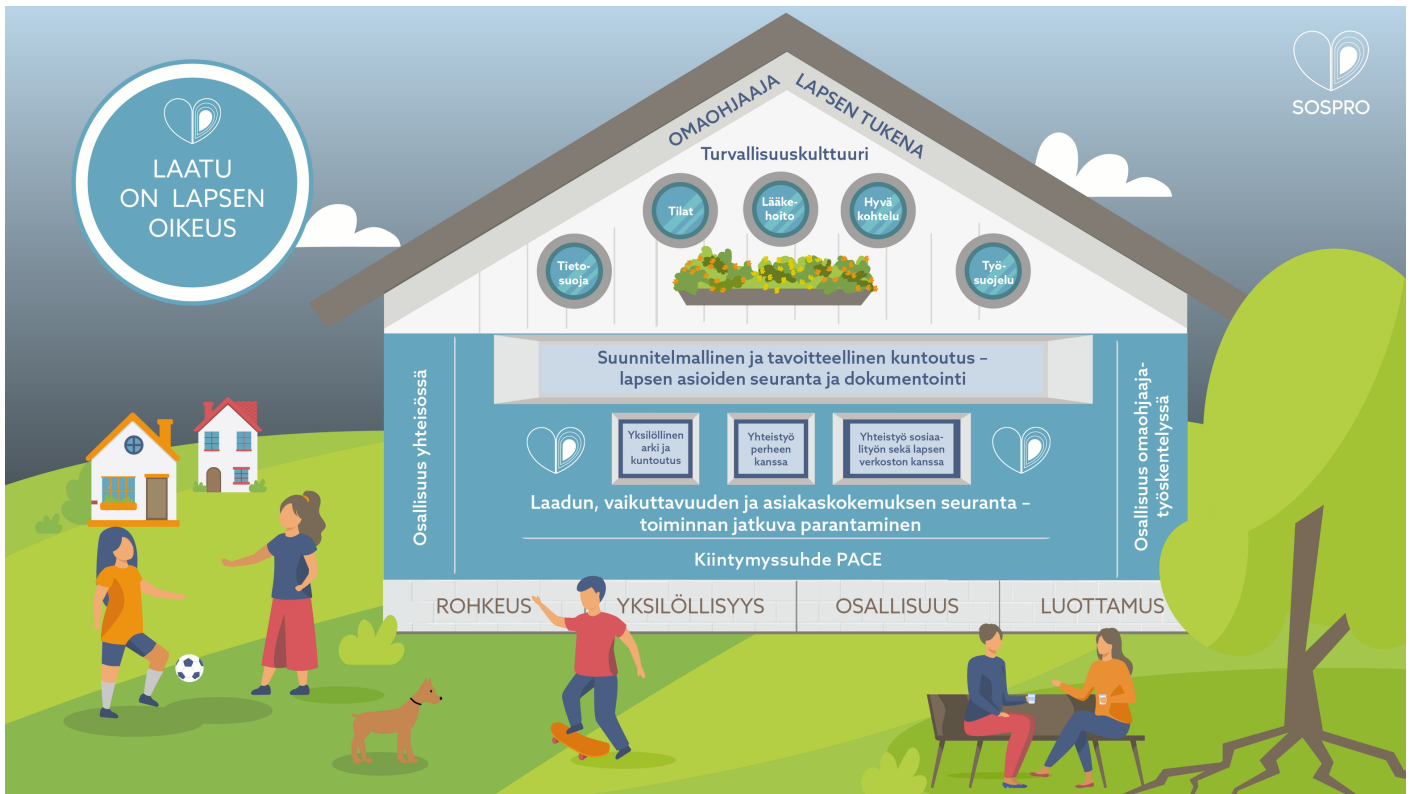 LAATU
ON LAPSEN
OIKEUS
SOSPRO
OMAOHJAAJA
LAPSEN TUKENA
Turvallisuuskulttuuri
Tieto-
suoja
Tilat
Lääke-
hoito
Hyvä
kohtelu
Työ-
suojelu
Osallisuus yhteisössä
Suunnitelmallinen ja tavoitteellinen kuntoutus –
lapsen asioiden seuranta ja dokumentointi
Yksilöllinen
arki ja
kuntoutus
Yhteistyö
perheen
kanssa
Yhteistyö sosiaa-
lityön sekä lapsen
verkoston kanssa
Laadun, vaikuttavuuden ja asiakaskokemuksen seuranta –
toiminnan jatkuva parantaminen
Kiintymyssuhde PACE
Osallisuus omaohjaaja-
työskentelyssä
ROHKEUS
YKSILÖLLISYYS
OSALLISUUS
LUOTTAMUS